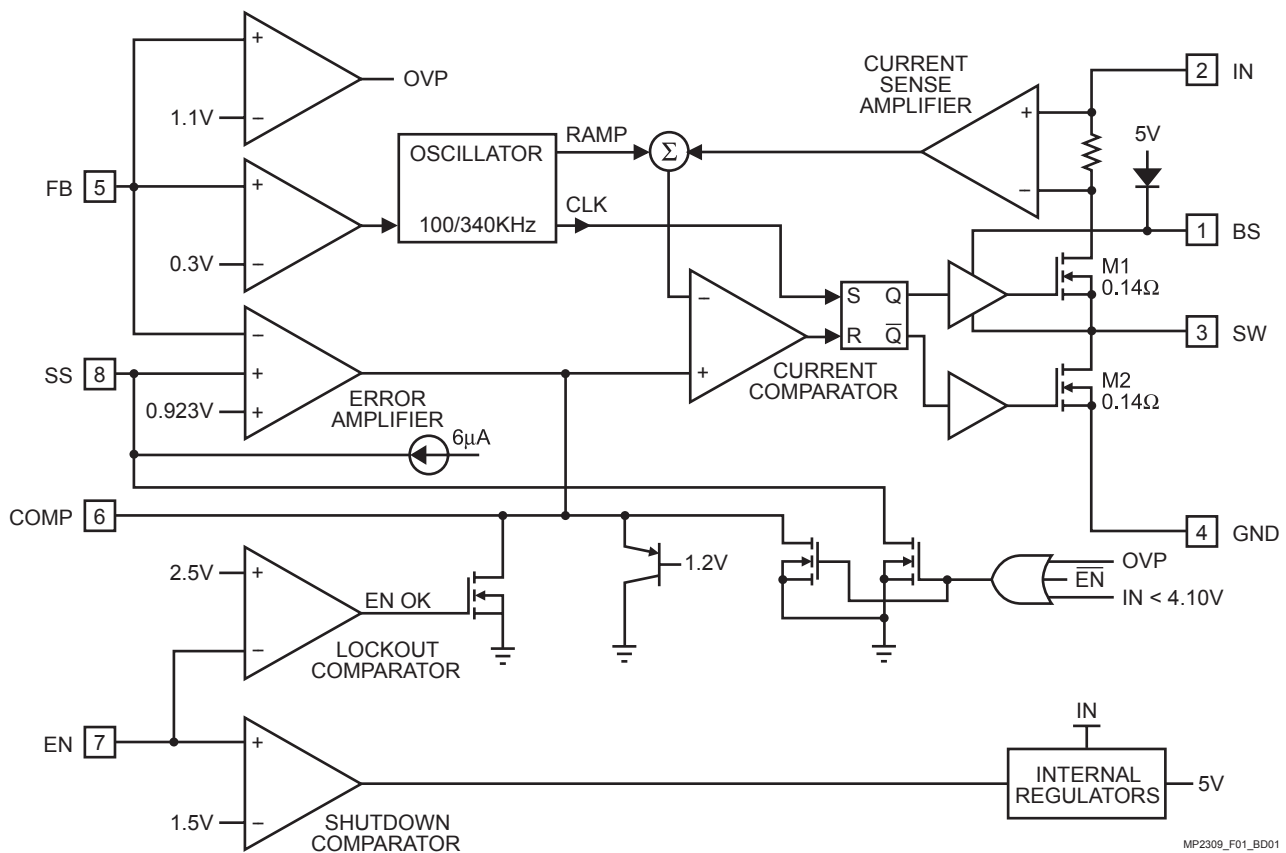 +
OVP
1.1V
−
FB 5
+
0.3V
−
OSCILLATOR
100/340KHz
RAMP
CLK
Σ
CURRENT
SENSE
AMPLIFIER
+
−
2 IN
5V
1 BS
M1
0.14Ω
3 SW
M2
0.14Ω
4 GND
−
+
CURRENT
COMPARATOR
S Q
R Q̅
SS 8
−
+
0.923V +
ERROR
AMPLIFIER
6µA
COMP 6
2.5V +
−
EN OK
LOCKOUT
COMPARATOR
1.2V
OVP
E̅N̅
IN < 4.10V
EN 7
+
1.5V −
SHUTDOWN
COMPARATOR
IN
INTERNAL
REGULATORS
5V
MP2309_F01_BD01